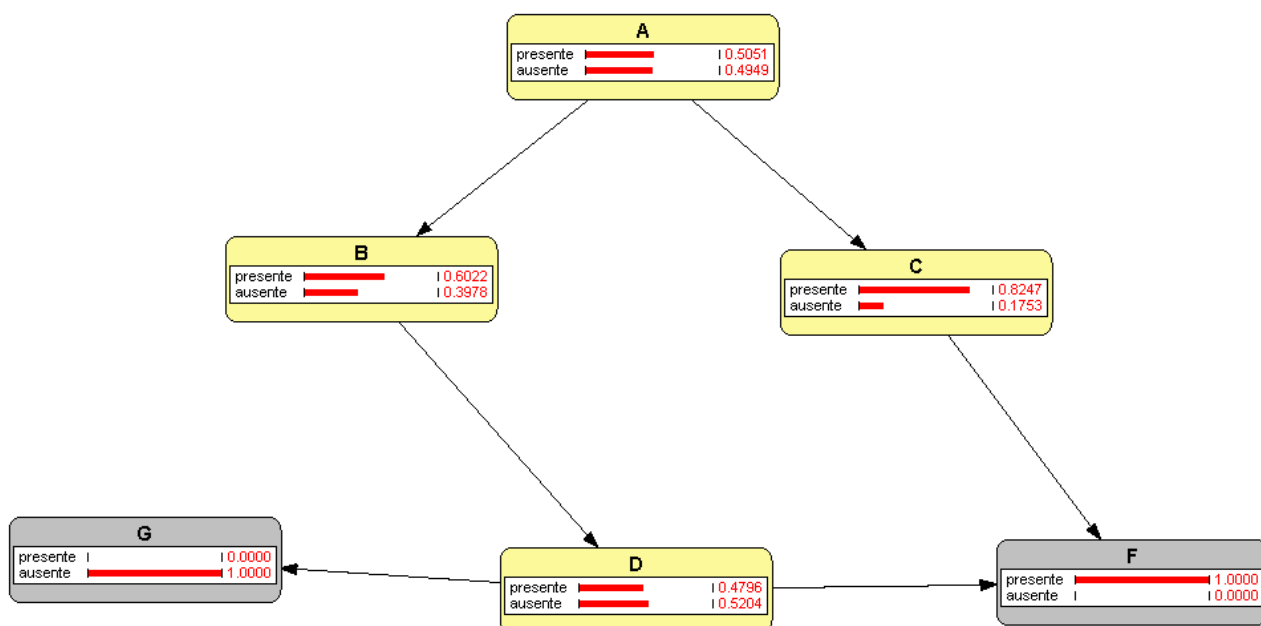 A
presente 0.5051
ausente 0.4949
B
presente 0.6022
ausente 0.3978
C
presente 0.8247
ausente 0.1753
G
presente 0.0000
ausente 1.0000
D
presente 0.4796
ausente 0.5204
F
presente 1.0000
ausente 0.0000